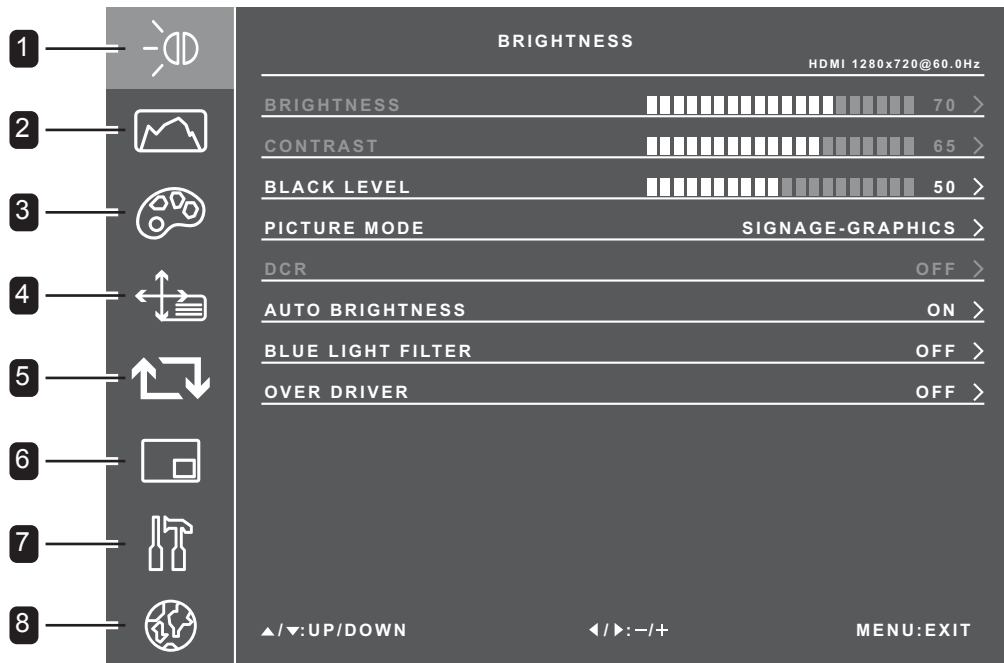 1
2
3
4
5
6
7
8
BRIGHTNESS
HDMI 1280x720@60.0Hz
BRIGHTNESS 70
CONTRAST 65
BLACK LEVEL 50
PICTURE MODE SIGNAGE-GRAPHICS
DCR OFF
AUTO BRIGHTNESS ON
BLUE LIGHT FILTER OFF
OVER DRIVER OFF
▲/▼:UP/DOWN ◀/▶:−/+ MENU:EXIT